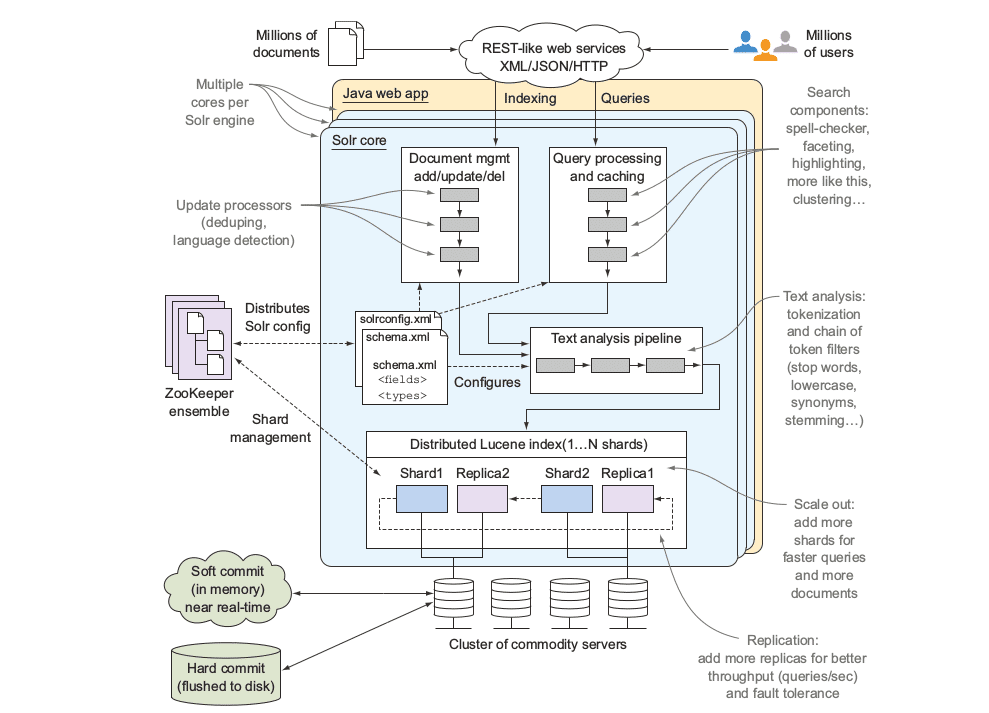 Millions of
documents
REST-like web services
XML/JSON/HTTP
Millions
of users
Java web app
Indexing
Queries
Multiple
cores per
Solr engine
Solr core
Search
components:
spell-checker,
faceting,
highlighting,
more like this,
clustering…
Document mgmt
add/update/del
Query processing
and caching
Update processors
(deduping,
language detection)
Distributes
Solr config
solrconfig.xml
schema.xml
schema.xml
<fields>
<types>
Configures
Text analysis pipeline
Text analysis:
tokenization
and chain of
token filters
(stop words,
lowercase,
synonyms,
stemming…)
ZooKeeper
ensemble
Shard
management
Distributed Lucene index(1…N shards)
Shard1
Replica2
Shard2
Replica1
Scale out:
add more
shards for
faster queries
and more
documents
Soft commit
(in memory)
near real-time
Cluster of commodity servers
Hard commit
(flushed to disk)
Replication:
add more replicas for better
throughput (queries/sec)
and fault tolerance